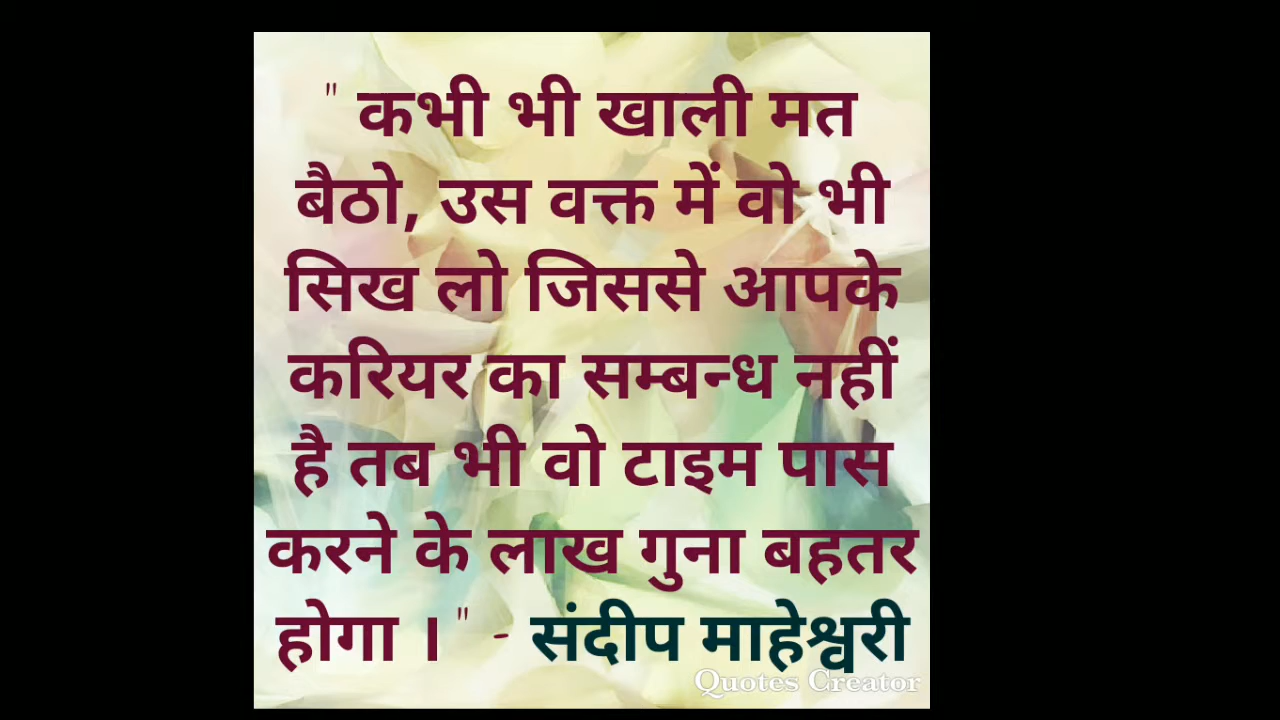 " कभी भी खाली मत
बैठो, उस वक्त में वो भी
सिख लो जिससे आपके
करियर का सम्बन्ध नहीं
है तब भी वो टाइम पास
करने के लाख गुना बहतर
होगा ।" - संदीप माहेश्वरी
Quotes Creator